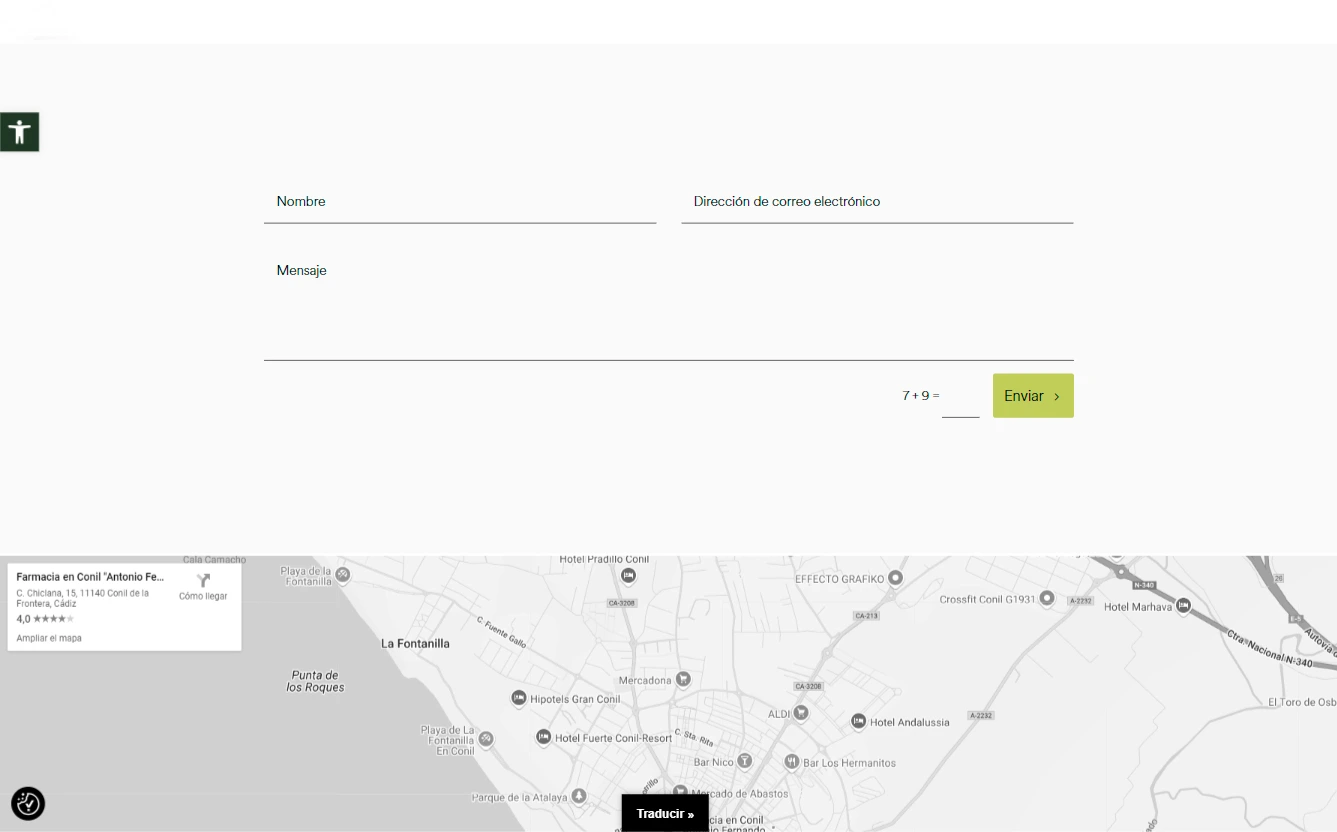 Nombre
Dirección de correo electrónico
Mensaje
7 + 9 =
Enviar
Cala Camacho
Farmacia en Conil "Antonio Fe...
C. Chiclana, 15, 11140 Conil de la
Frontera, Cádiz
4,0
Ampliar el mapa
Cómo llegar
Playa de la
Fontanilla
Hotel Pradillo Conil
CA-3208
EFFECTO GRAFIKO
CA-213
Crossfit Conil G1931
A-2232
N-340
Hotel Marhava
26
E-5
Autovía
Ctra. Nacional N-340
C. Fuente Gallo
La Fontanilla
Punta de
los Roques
Mercadona
Hipotels Gran Conil
CA-3208
ALDI
Hotel Andalussia
A-2232
El Toro de Osb
Playa de La
Fontanilla
En Conil
Hotel Fuerte Conil-Resort
C. Sta. Rita
Bar Nico
Bar Los Hermanitos
Parque de la Atalaya
Mercado de Abastos
Traducir »
cia en Conil
io Fernando...